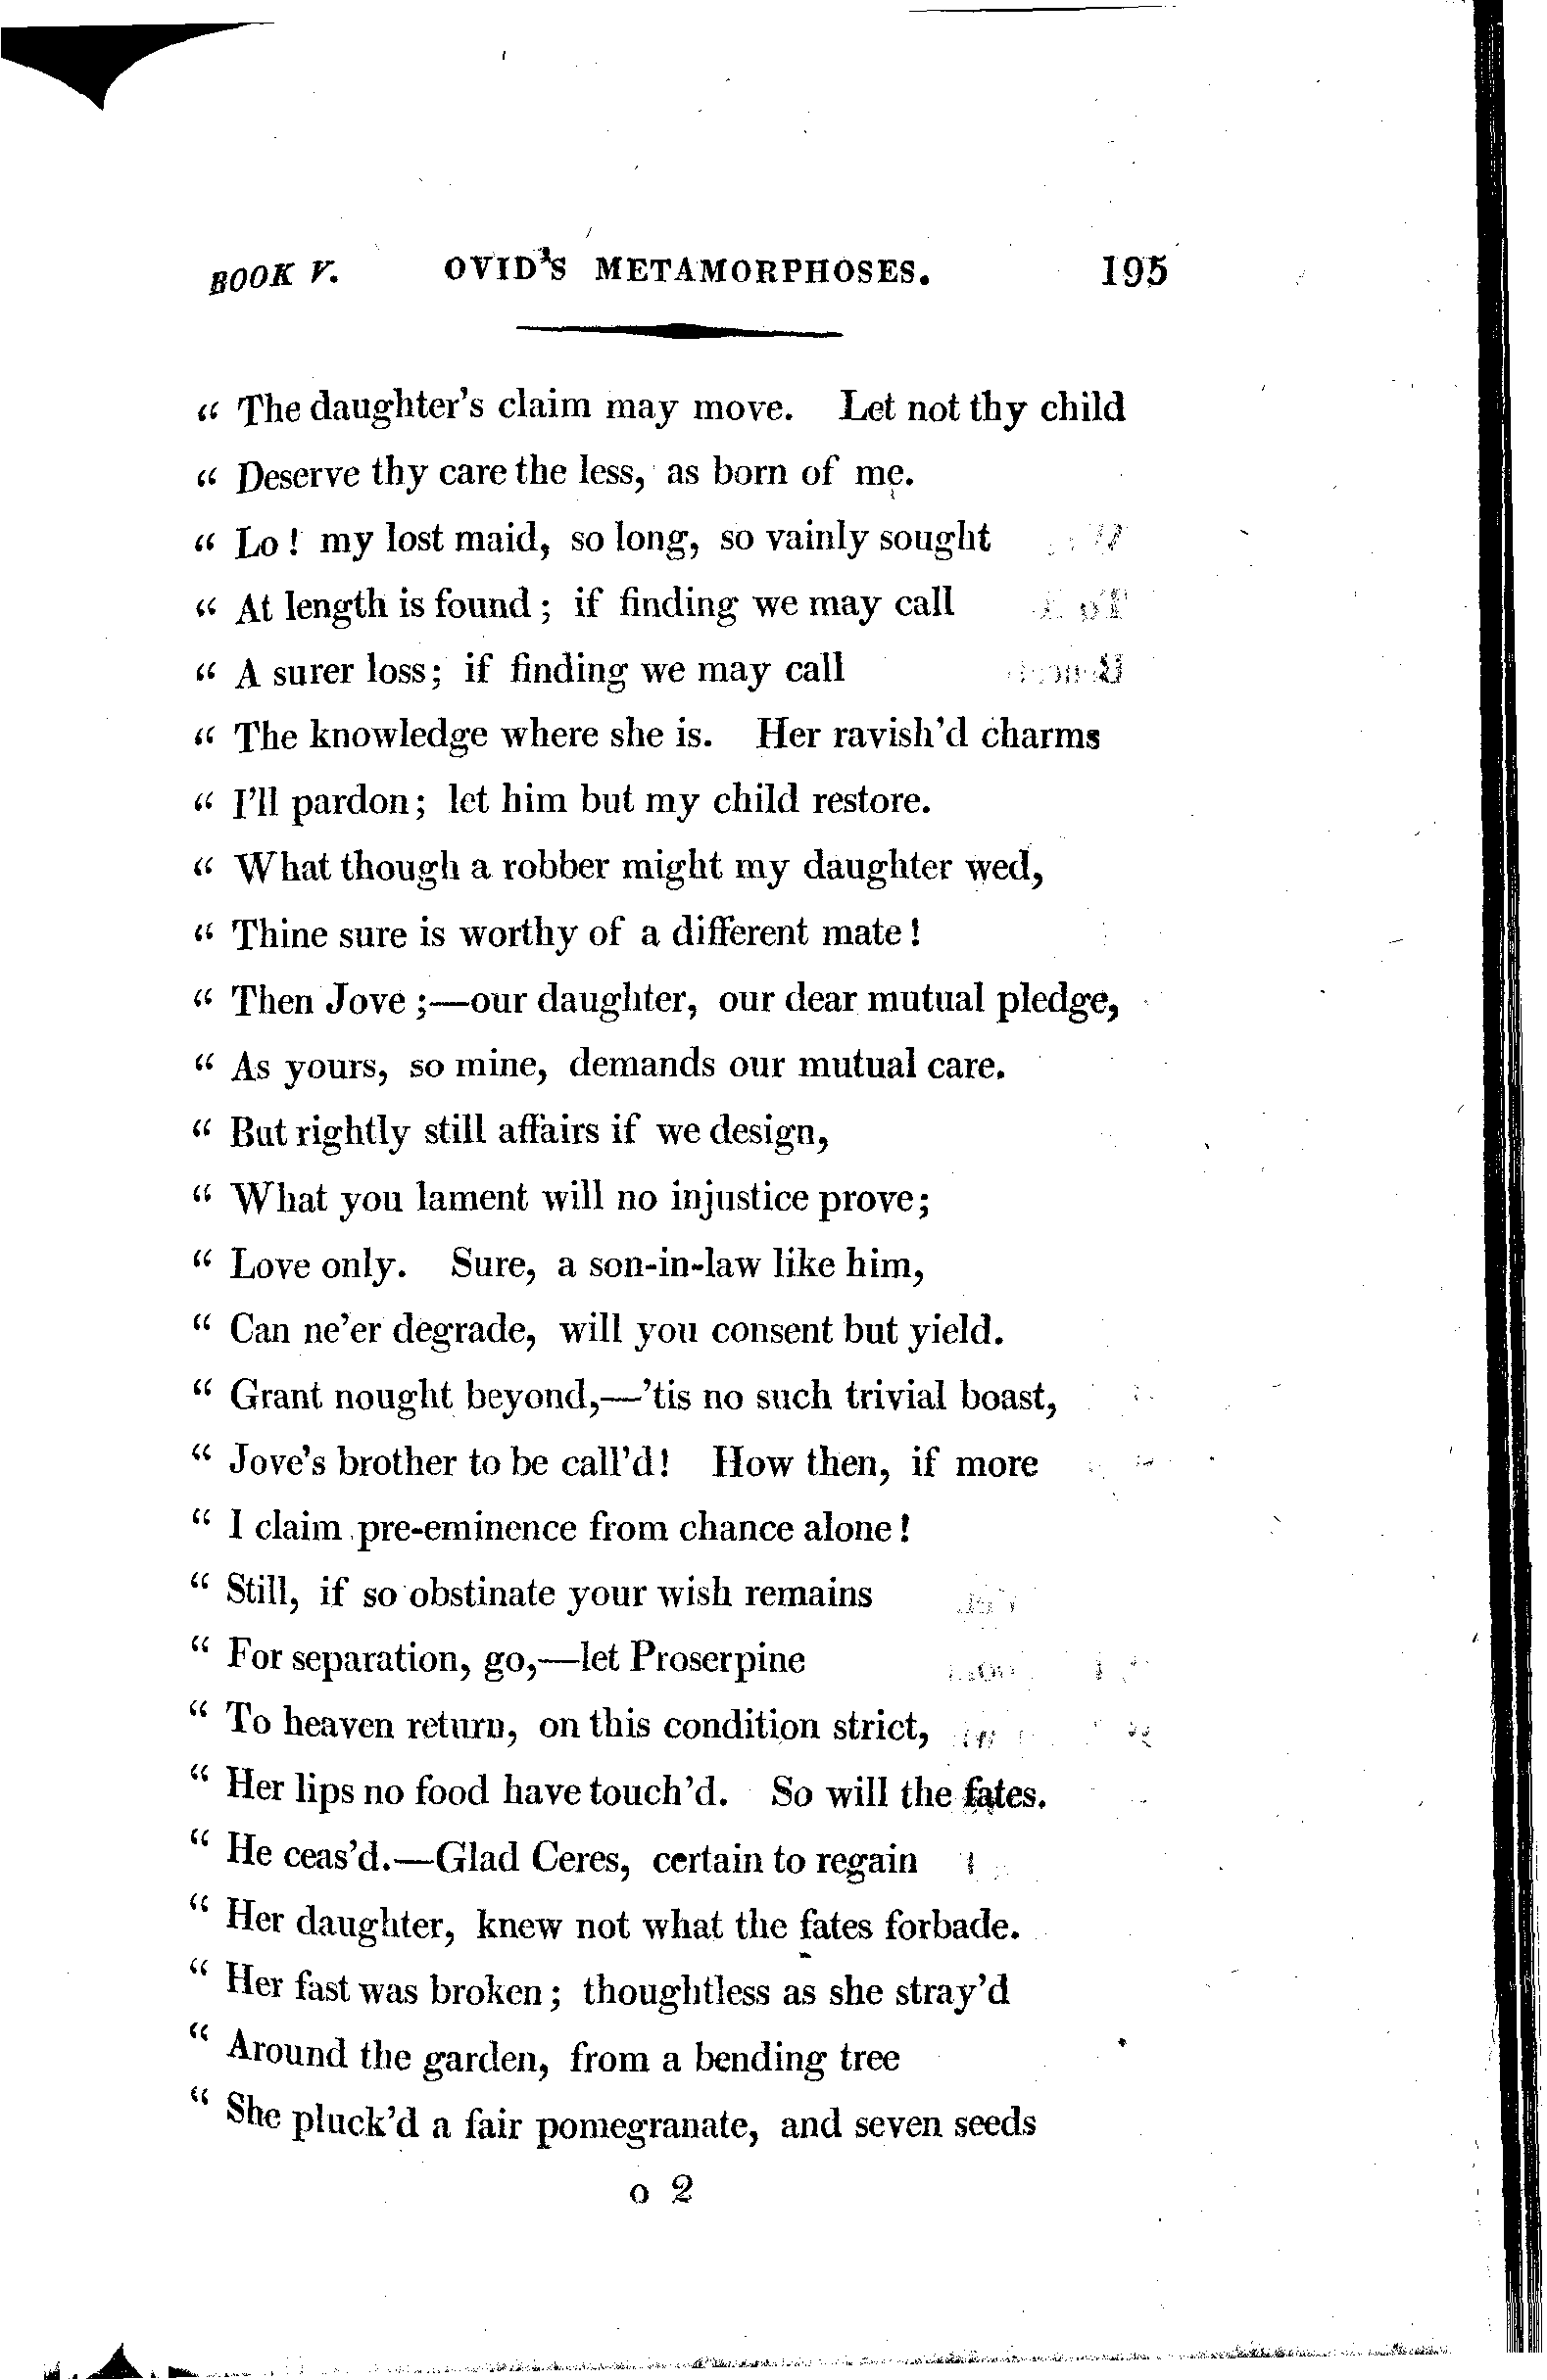 BOOK V. OVID'S METAMORPHOSES. 195
“ The daughter's claim may move. Let not thy child
“ Deserve thy care the less, as born of me.
“ Lo ! my lost maid, so long, so vainly sought
“ At length is found ; if finding we may call
“ A surer loss ; if finding we may call
“ The knowledge where she is. Her ravish'd charms
“ I'll pardon ; let him but my child restore.
“ What though a robber might my daughter wed,
“ Thine sure is worthy of a different mate !
“ Then Jove ;—our daughter, our dear mutual pledge,
“ As yours, so mine, demands our mutual care.
“ But rightly still affairs if we design,
“ What you lament will no injustice prove ;
“ Love only. Sure, a son-in-law like him,
“ Can ne'er degrade, will you consent but yield.
“ Grant nought beyond,—'tis no such trivial boast,
“ Jove's brother to be call'd ! How then, if more
“ I claim pre-eminence from chance alone !
“ Still, if so obstinate your wish remains
“ For separation, go,—let Proserpine
“ To heaven return, on this condition strict,
“ Her lips no food have touch'd. So will the fates.
“ He ceas'd.—Glad Ceres, certain to regain
“ Her daughter, knew not what the fates forbade.
“ Her fast was broken ; thoughtless as she stray'd
“ Around the garden, from a bending tree
“ She pluck'd a fair pomegranate, and seven seeds
O 2